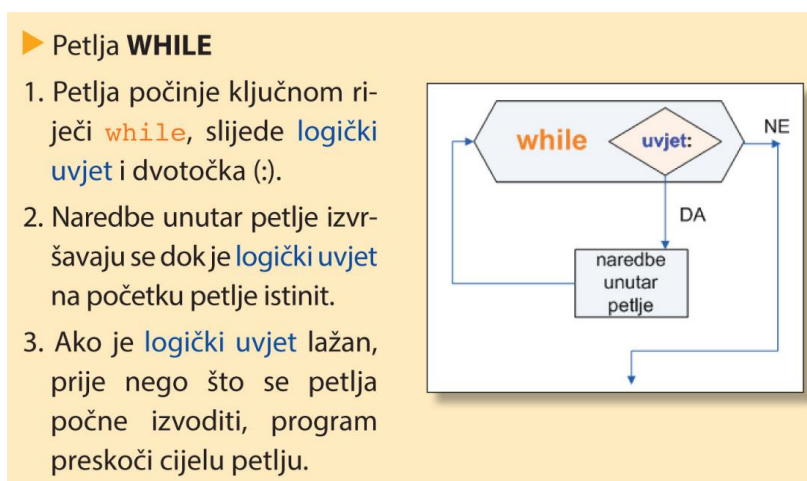 Petlja WHILE
1. Petlja počinje ključnom ri-
ječi while, slijede logički
uvjet i dvotočka (:).
2. Naredbe unutar petlje izvr-
šavaju se dok je logički uvjet
na početku petlje istinit.
3. Ako je logički uvjet lažan,
prije nego što se petlja
počne izvoditi, program
preskoči cijelu petlju.
while
uvjet:
NE
DA
naredbe
unutar
petlje